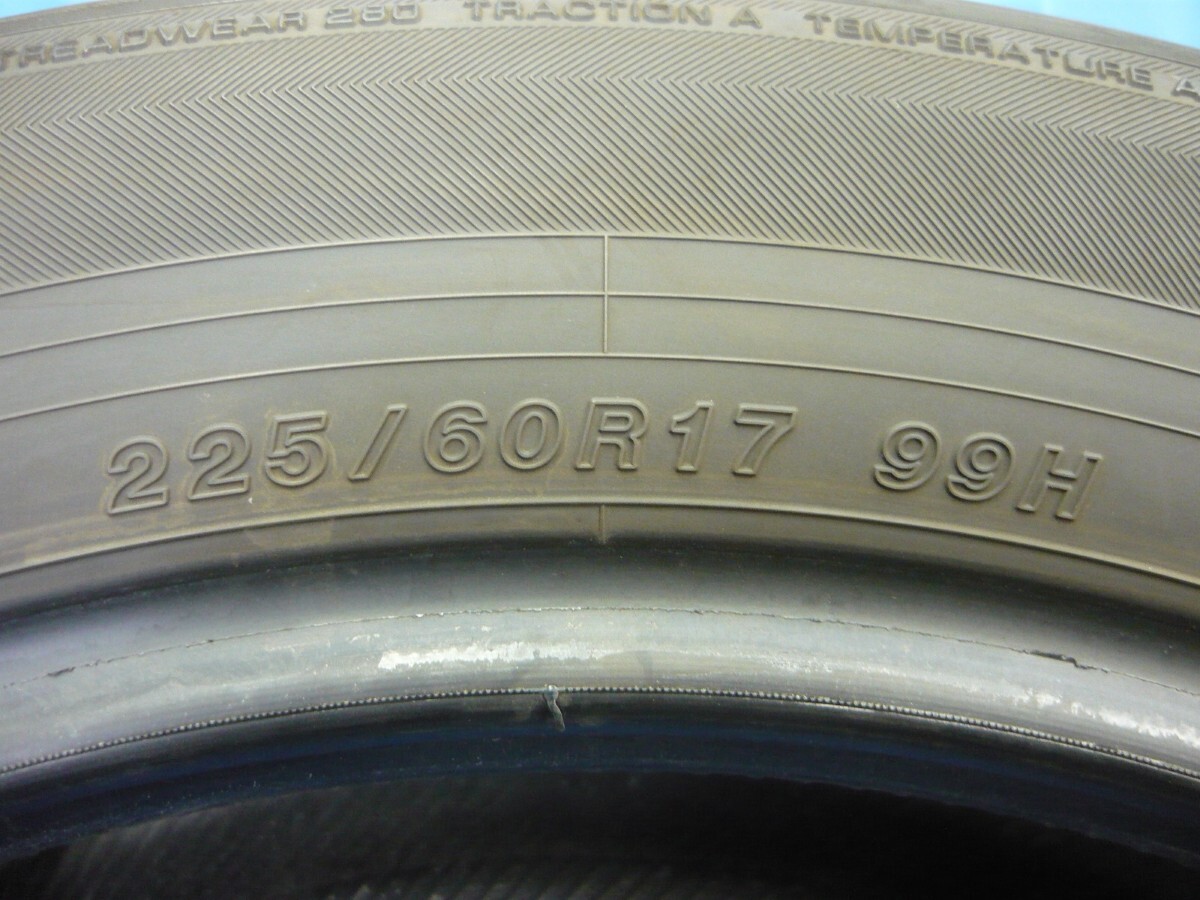 TREADWEAR 280 TRACTION A TEMPERATURE A
225/60R17 99H